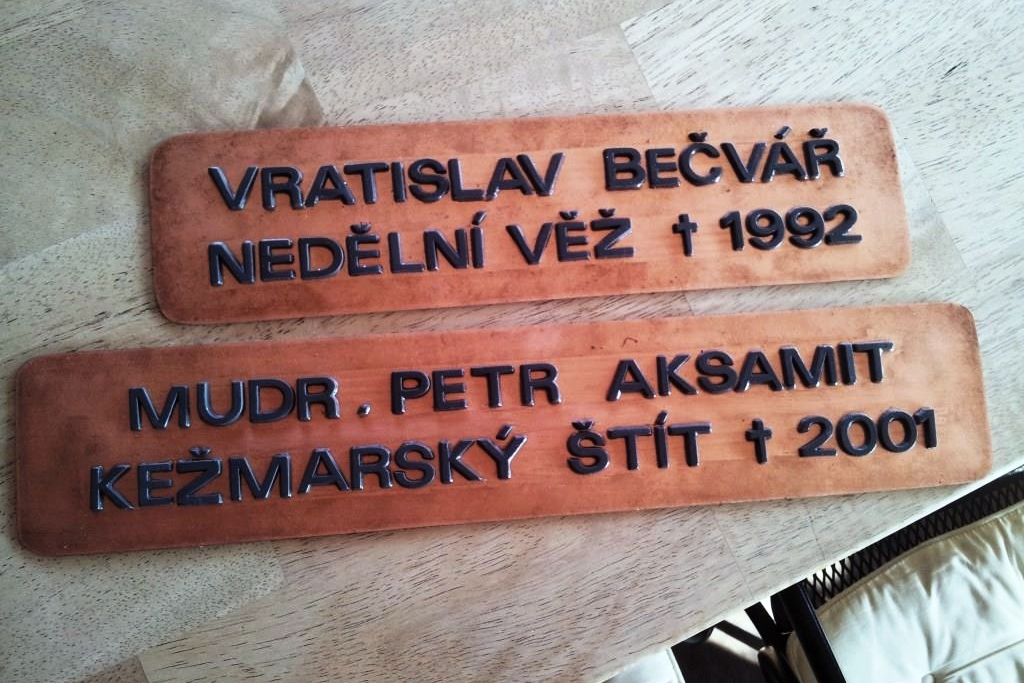 VRATISLAV BEČVÁŘ
NEDĚLNÍ VĚŽ † 1992
MUDR. PETR AKSAMIT
KEŽMARSKÝ ŠTÍT † 2001